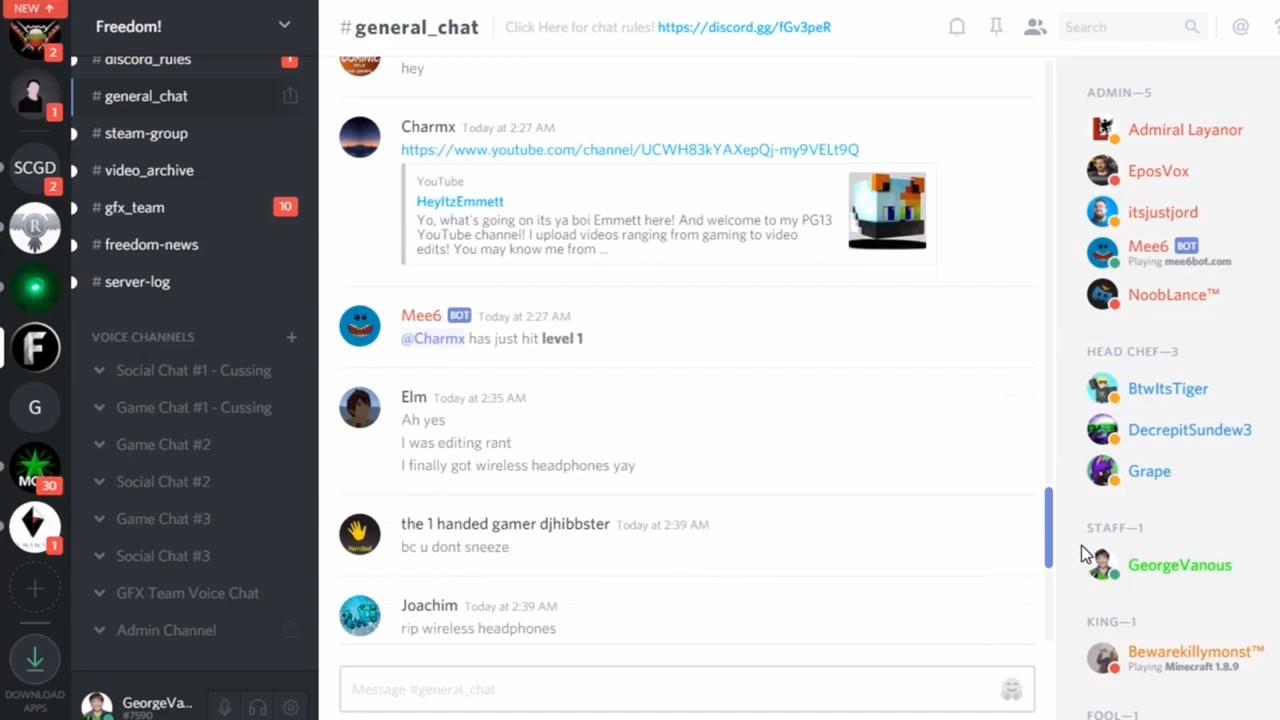 NEW ↑
2
1
SCGD
2
R
F
G
MC
30
1
DOWNLOAD
APPS
Freedom!
# discord_rules
1
# general_chat
# steam-group
# video_archive
# gfx_team
10
# freedom-news
# server-log
VOICE CHANNELS +
Social Chat #1 - Cussing
Game Chat #1 - Cussing
Game Chat #2
Social Chat #2
Game Chat #3
Social Chat #3
GFX Team Voice Chat
Admin Channel
GeorgeVa...
#7590
#general_chat
Click Here for chat rules! https://discord.gg/fGv3peR
Search
@
?
hey
Charmx Today at 2:27 AM
https://www.youtube.com/channel/UCWH83kYAXepQj-my9VELt9Q
YouTube
HeyItzEmmett
Yo, what's going on its ya boi Emmett here! And welcome to my PG13
YouTube channel! I upload videos ranging from gaming to video
edits! You may know me from ...
Mee6 BOT Today at 2:27 AM
@Charmx has just hit level 1
Elm Today at 2:35 AM
Ah yes
I was editing rant
I finally got wireless headphones yay
the 1 handed gamer djhibbster Today at 2:39 AM
bc u dont sneeze
Joachim Today at 2:39 AM
rip wireless headphones
Message #general_chat
ADMIN—5
Admiral Layanor
EposVox
itsjustjord
Mee6 BOT
Playing mee6bot.com
NoobLance™
HEAD CHEF—3
BtwItsTiger
DecrepitSundew3
Grape
STAFF—1
GeorgeVanous
KING—1
Bewarekillymonst™
Playing Minecraft 1.8.9
FOOL—1